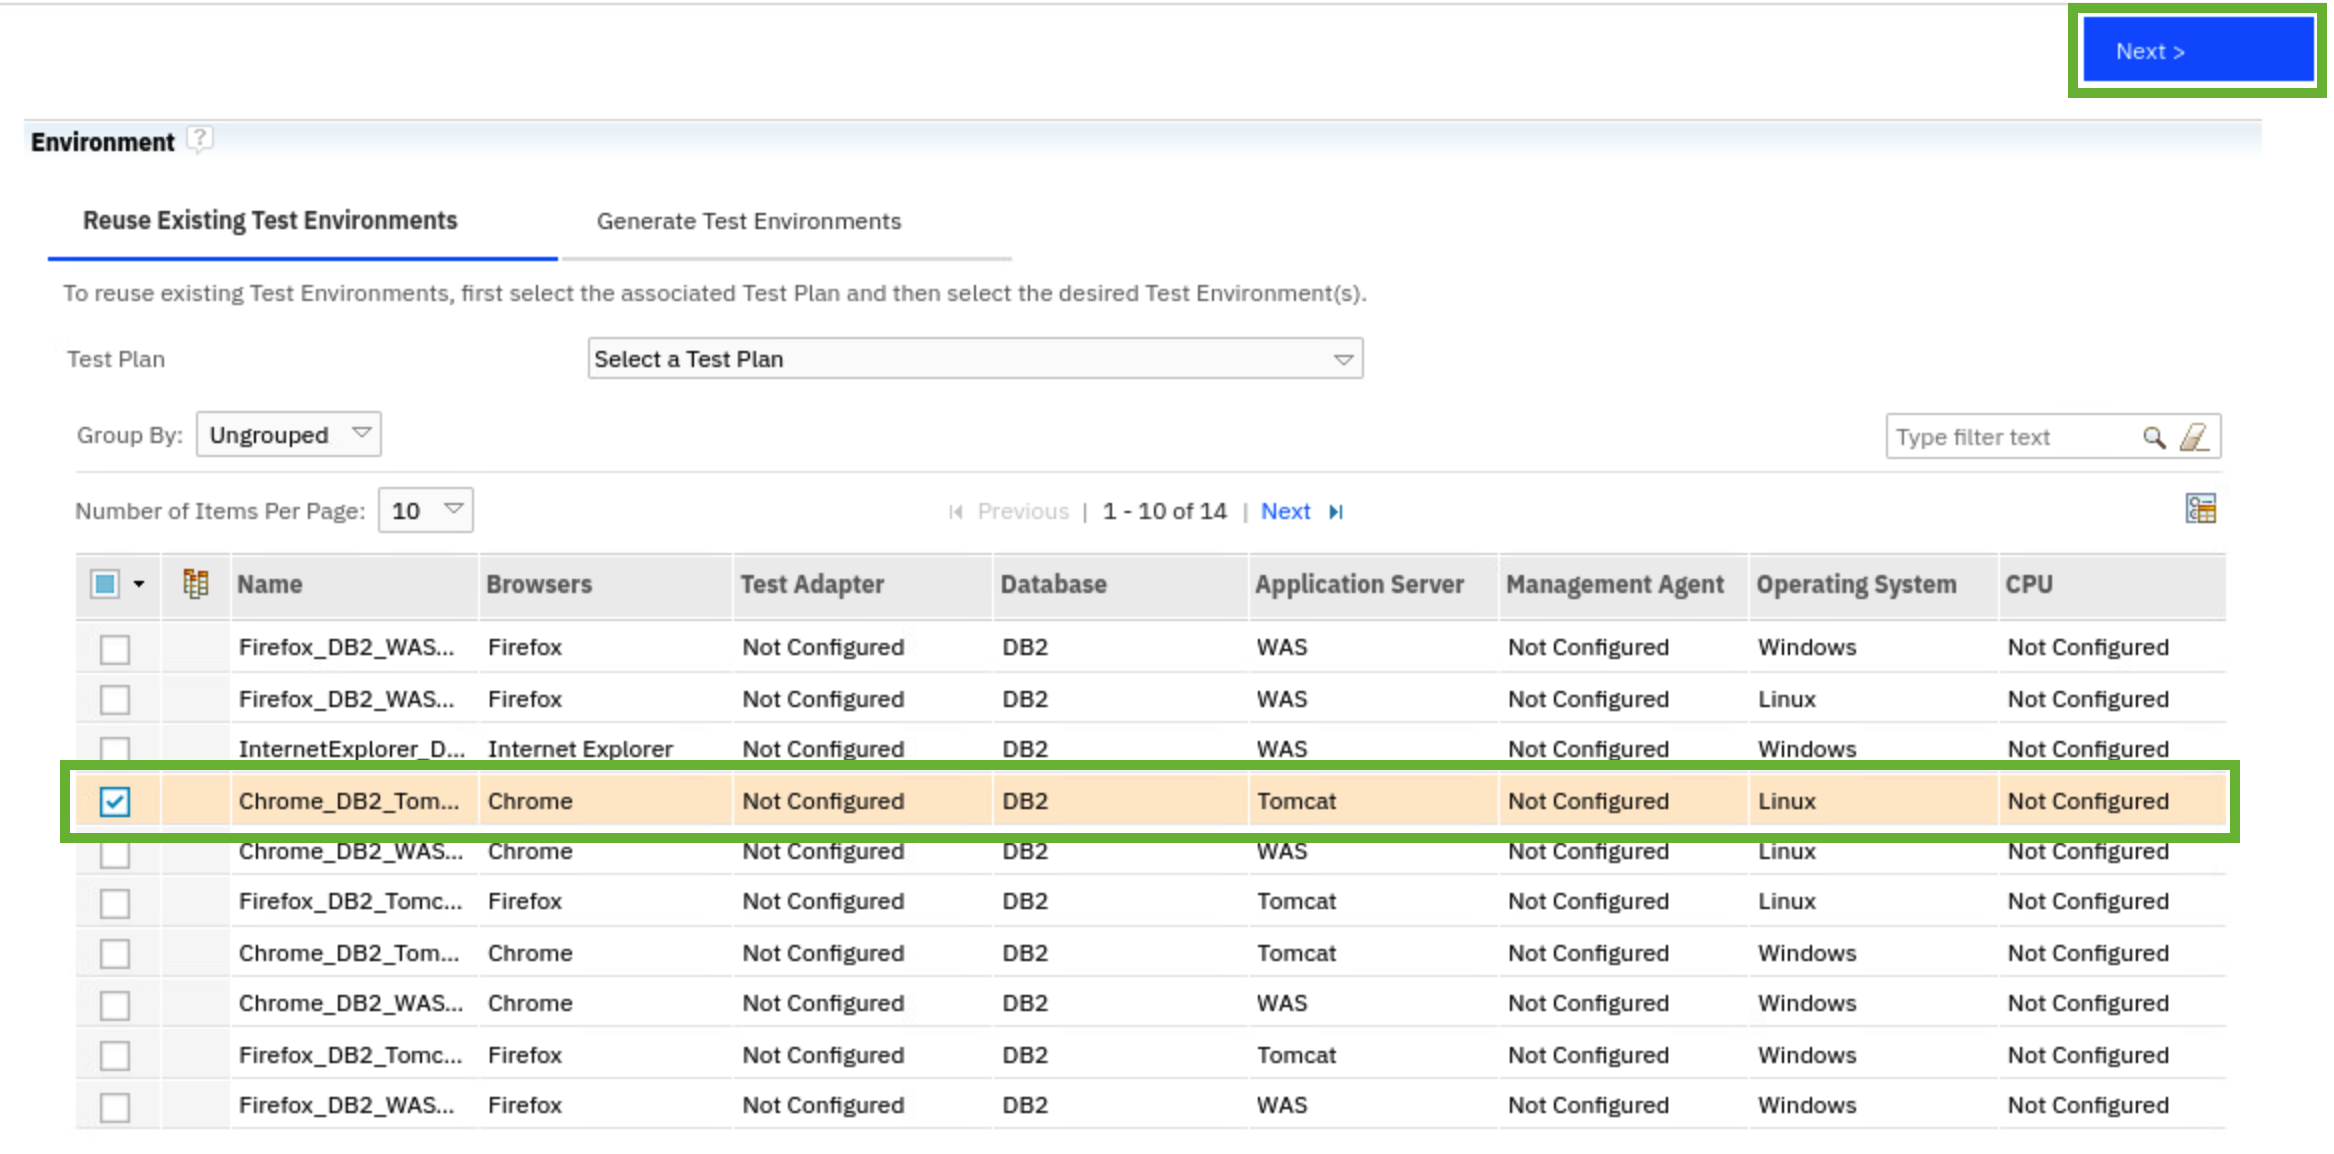 Next >
Environment ?
Reuse Existing Test Environments Generate Test Environments
To reuse existing Test Environments, first select the associated Test Plan and then select the desired Test Environment(s).
Test Plan Select a Test Plan
Group By: Ungrouped Type filter text
Number of Items Per Page: 10 Previous | 1 - 10 of 14 | Next
Name Browsers Test Adapter Database Application Server Management Agent Operating System CPU
Firefox_DB2_WAS... Firefox Not Configured DB2 WAS Not Configured Windows Not Configured
Firefox_DB2_WAS... Firefox Not Configured DB2 WAS Not Configured Linux Not Configured
InternetExplorer_D... Internet Explorer Not Configured DB2 WAS Not Configured Windows Not Configured
Chrome_DB2_Tom... Chrome Not Configured DB2 Tomcat Not Configured Linux Not Configured
Chrome_DB2_WAS... Chrome Not Configured DB2 WAS Not Configured Linux Not Configured
Firefox_DB2_Tomc... Firefox Not Configured DB2 Tomcat Not Configured Linux Not Configured
Chrome_DB2_Tom... Chrome Not Configured DB2 Tomcat Not Configured Windows Not Configured
Chrome_DB2_WAS... Chrome Not Configured DB2 WAS Not Configured Windows Not Configured
Firefox_DB2_Tomc... Firefox Not Configured DB2 Tomcat Not Configured Windows Not Configured
Firefox_DB2_WAS... Firefox Not Configured DB2 WAS Not Configured Windows Not Configured